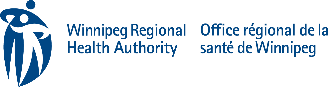 Winnipeg Regional
Health Authority
Office régional de la
santé de Winnipeg